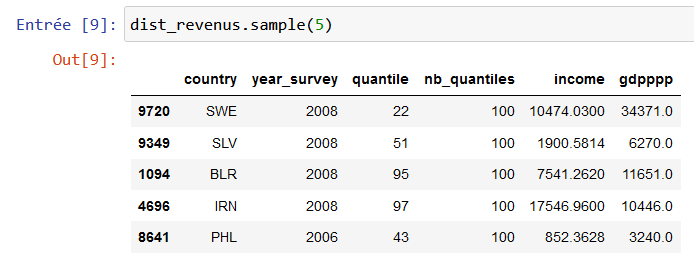 Entrée [9]: dist_revenus.sample(5)
Out[9]:
country year_survey quantile nb_quantiles income gdpppp
9720 SWE 2008 22 100 10474.0300 34371.0
9349 SLV 2008 51 100 1900.5814 6270.0
1094 BLR 2008 95 100 7541.2620 11651.0
4696 IRN 2008 97 100 17546.9600 10446.0
8641 PHL 2006 43 100 852.3628 3240.0